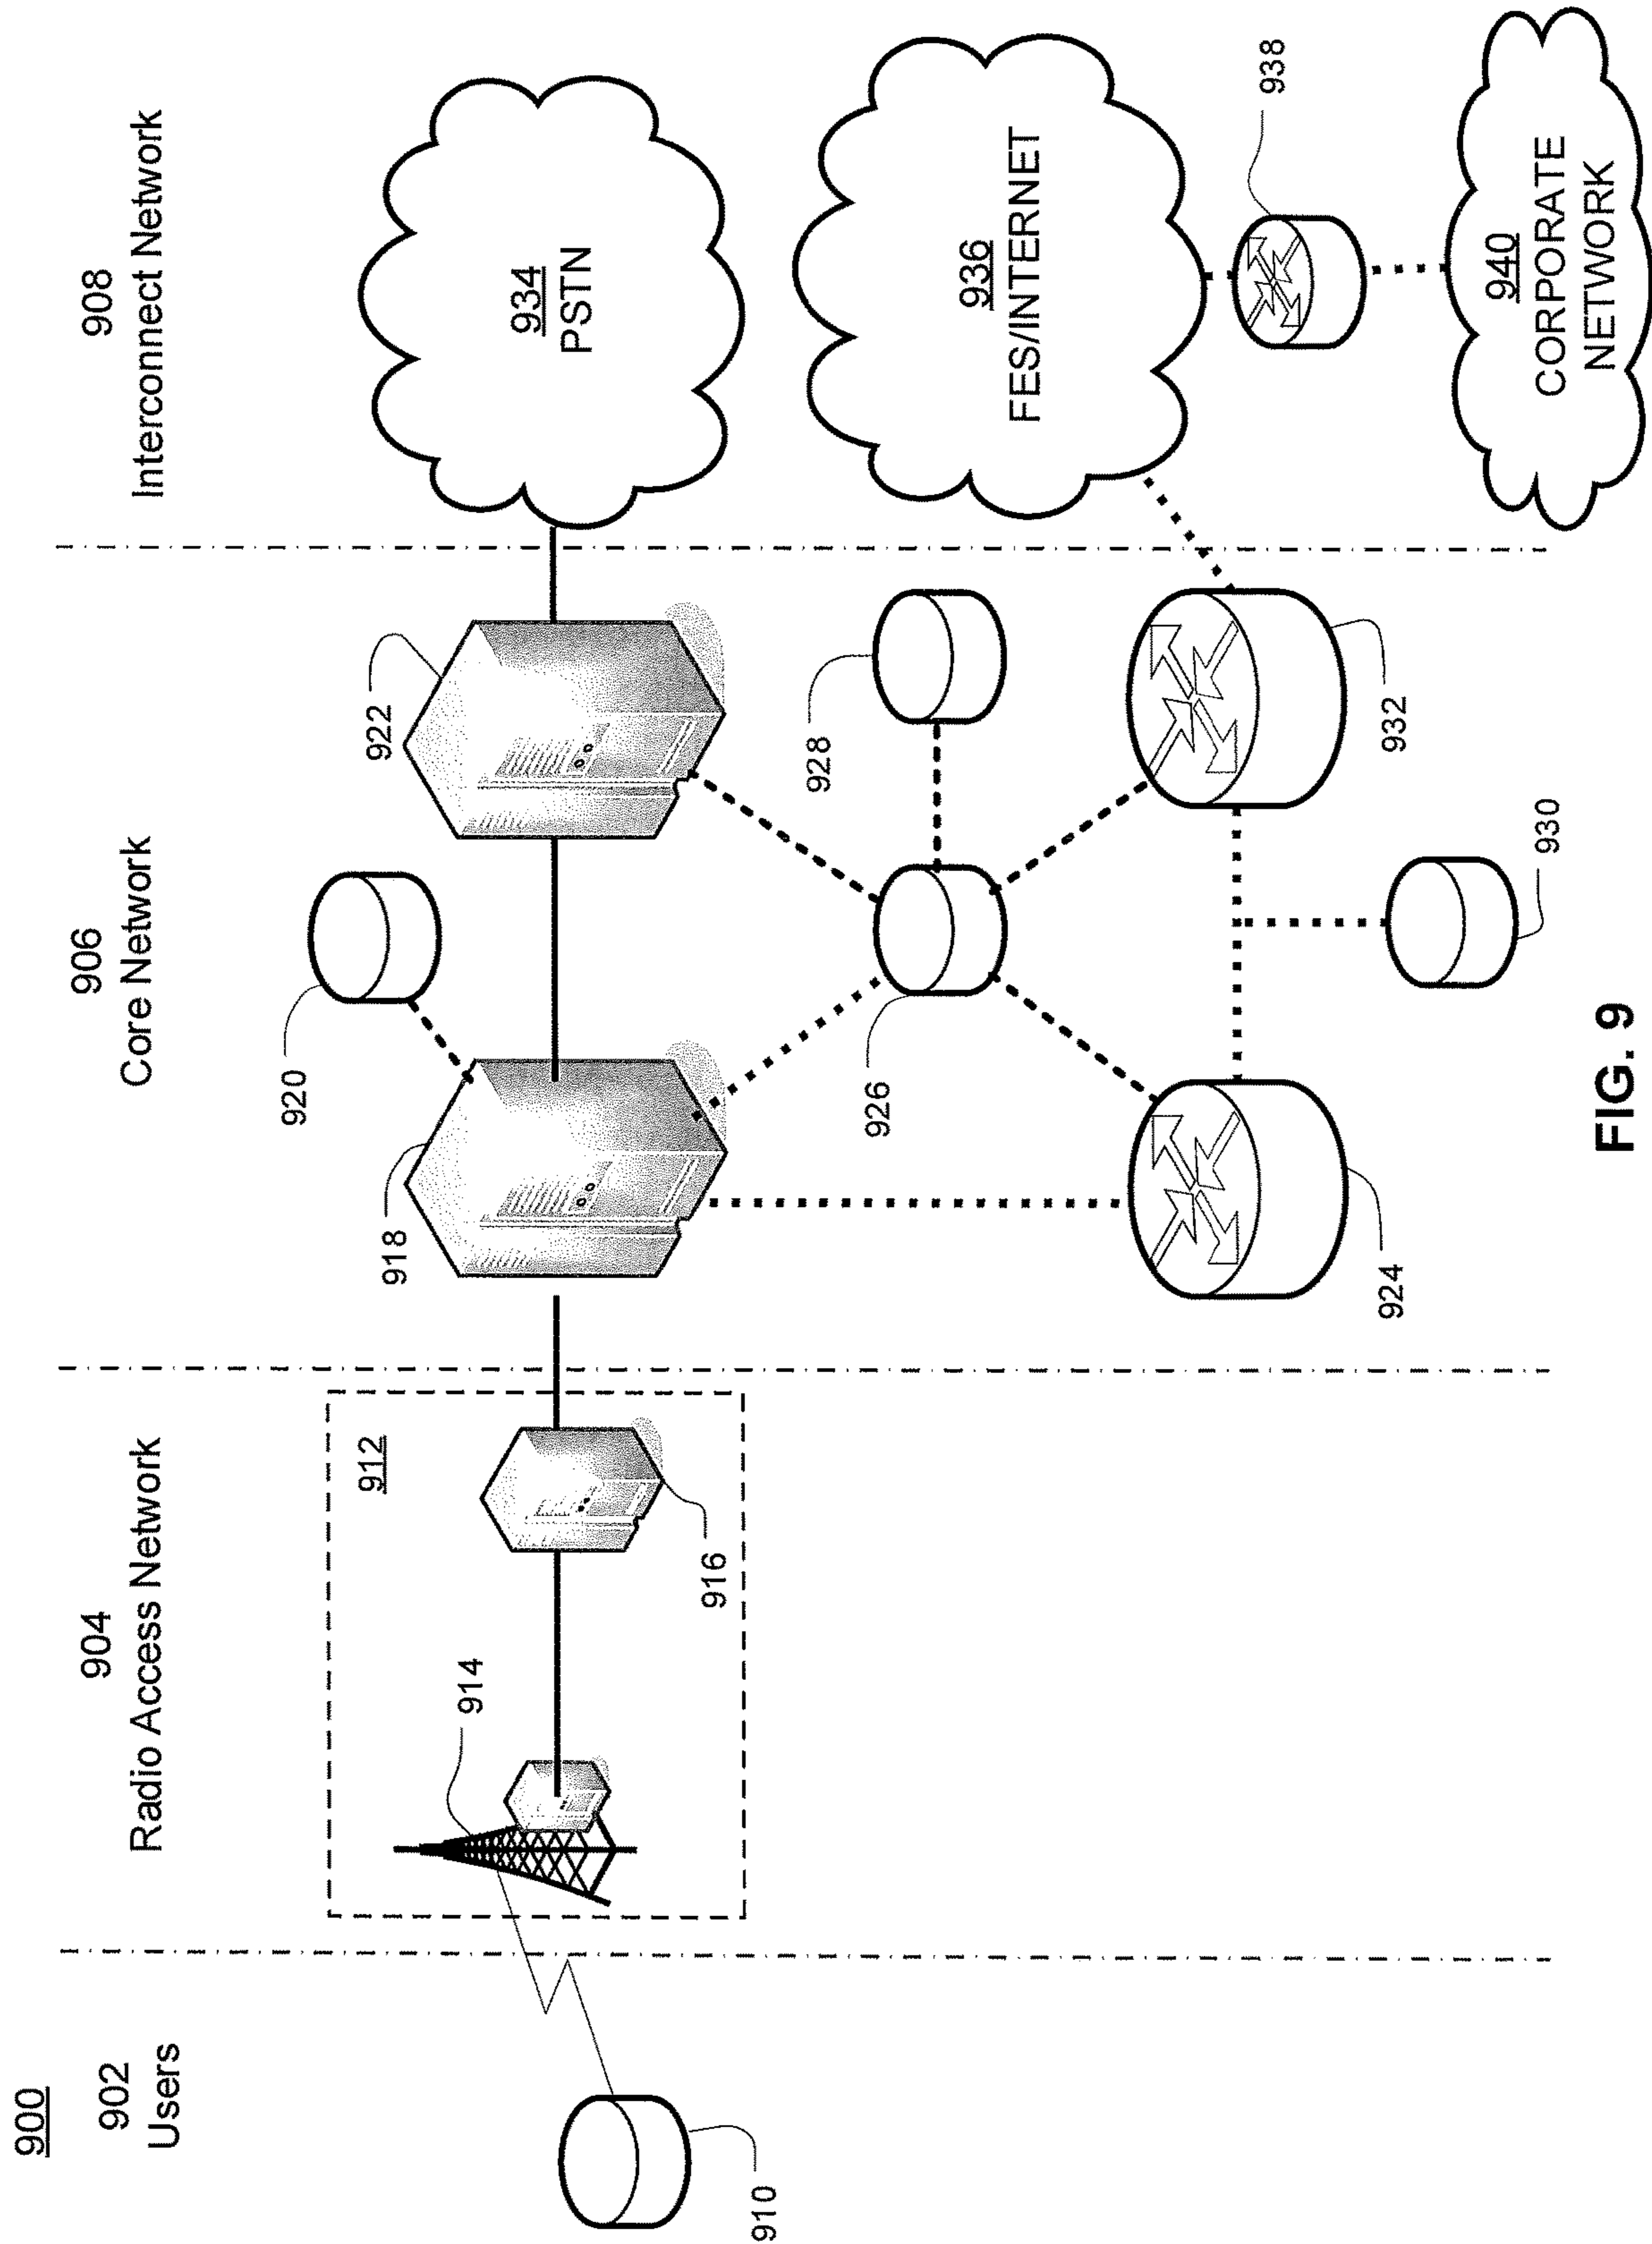 900
902
Users
904
Radio Access Network
906
Core Network
908
Interconnect Network
910
912
914
916
918
920
922
924
926
928
930
932
934
PSTN
936
FES/INTERNET
938
940
CORPORATE
NETWORK
FIG. 9